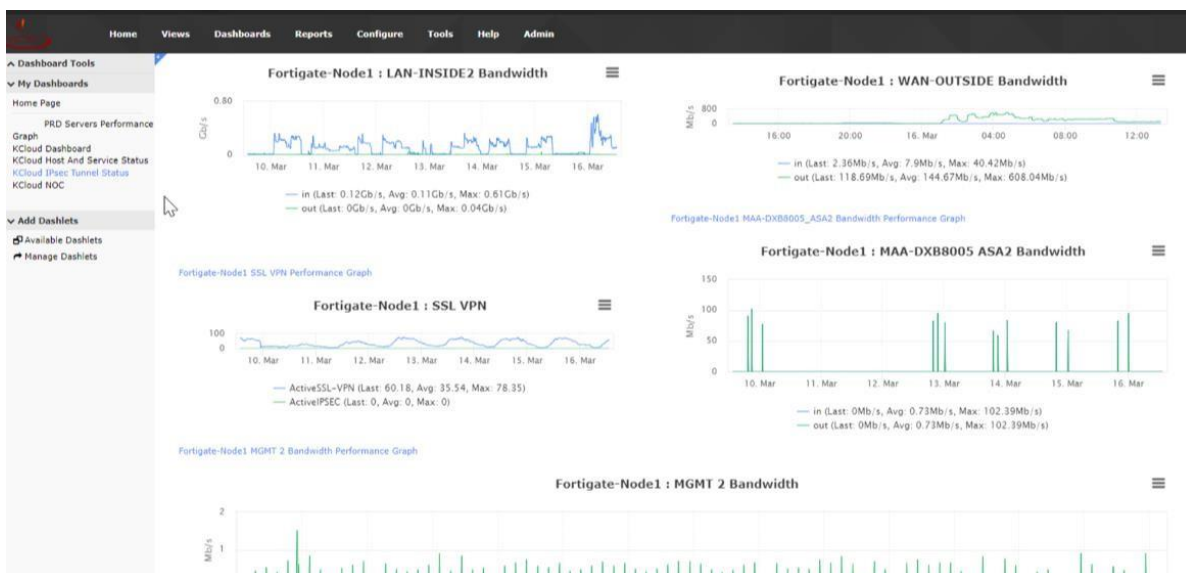 Home Views Dashboards Reports Configure Tools Help Admin
Dashboard Tools
My Dashboards
Home Page
PRD Servers Performance
Graph
KCloud Dashboard
KCloud Host And Service Status
KCloud IPsec Tunnel Status
KCloud NOC
Add Dashlets
Available Dashlets
Manage Dashlets
Fortigate-Node1 : LAN-INSIDE2 Bandwidth
0.80
Gb/s
0
10. Mar 11. Mar 12. Mar 13. Mar 14. Mar 15. Mar 16. Mar
in (Last: 0.12Gb/s, Avg: 0.11Gb/s, Max: 0.61Gb/s)
out (Last: 0Gb/s, Avg: 0Gb/s, Max: 0.04Gb/s)
Fortigate-Node1 SSL VPN Performance Graph
Fortigate-Node1 : SSL VPN
100
0
10. Mar 11. Mar 12. Mar 13. Mar 14. Mar 15. Mar 16. Mar
ActiveSSL-VPN (Last: 60.18, Avg: 35.54, Max: 78.35)
ActiveIPSEC (Last: 0, Avg: 0, Max: 0)
Fortigate-Node1 MGMT 2 Bandwidth Performance Graph
Fortigate-Node1 : WAN-OUTSIDE Bandwidth
800
Mb/s
0
16:00 20:00 16. Mar 04:00 08:00 12:00
in (Last: 2.36Mb/s, Avg: 7.9Mb/s, Max: 40.42Mb/s)
out (Last: 118.69Mb/s, Avg: 144.67Mb/s, Max: 608.04Mb/s)
Fortigate-Node1 MAA-DXB8005_ASA2 Bandwidth Performance Graph
Fortigate-Node1 : MAA-DXB8005 ASA2 Bandwidth
150
100
Mb/s
50
0
10. Mar 11. Mar 12. Mar 13. Mar 14. Mar 15. Mar 16. Mar
in (Last: 0Mb/s, Avg: 0.73Mb/s, Max: 102.39Mb/s)
out (Last: 0Mb/s, Avg: 0.73Mb/s, Max: 102.39Mb/s)
Fortigate-Node1 : MGMT 2 Bandwidth
2
Mb/s
1